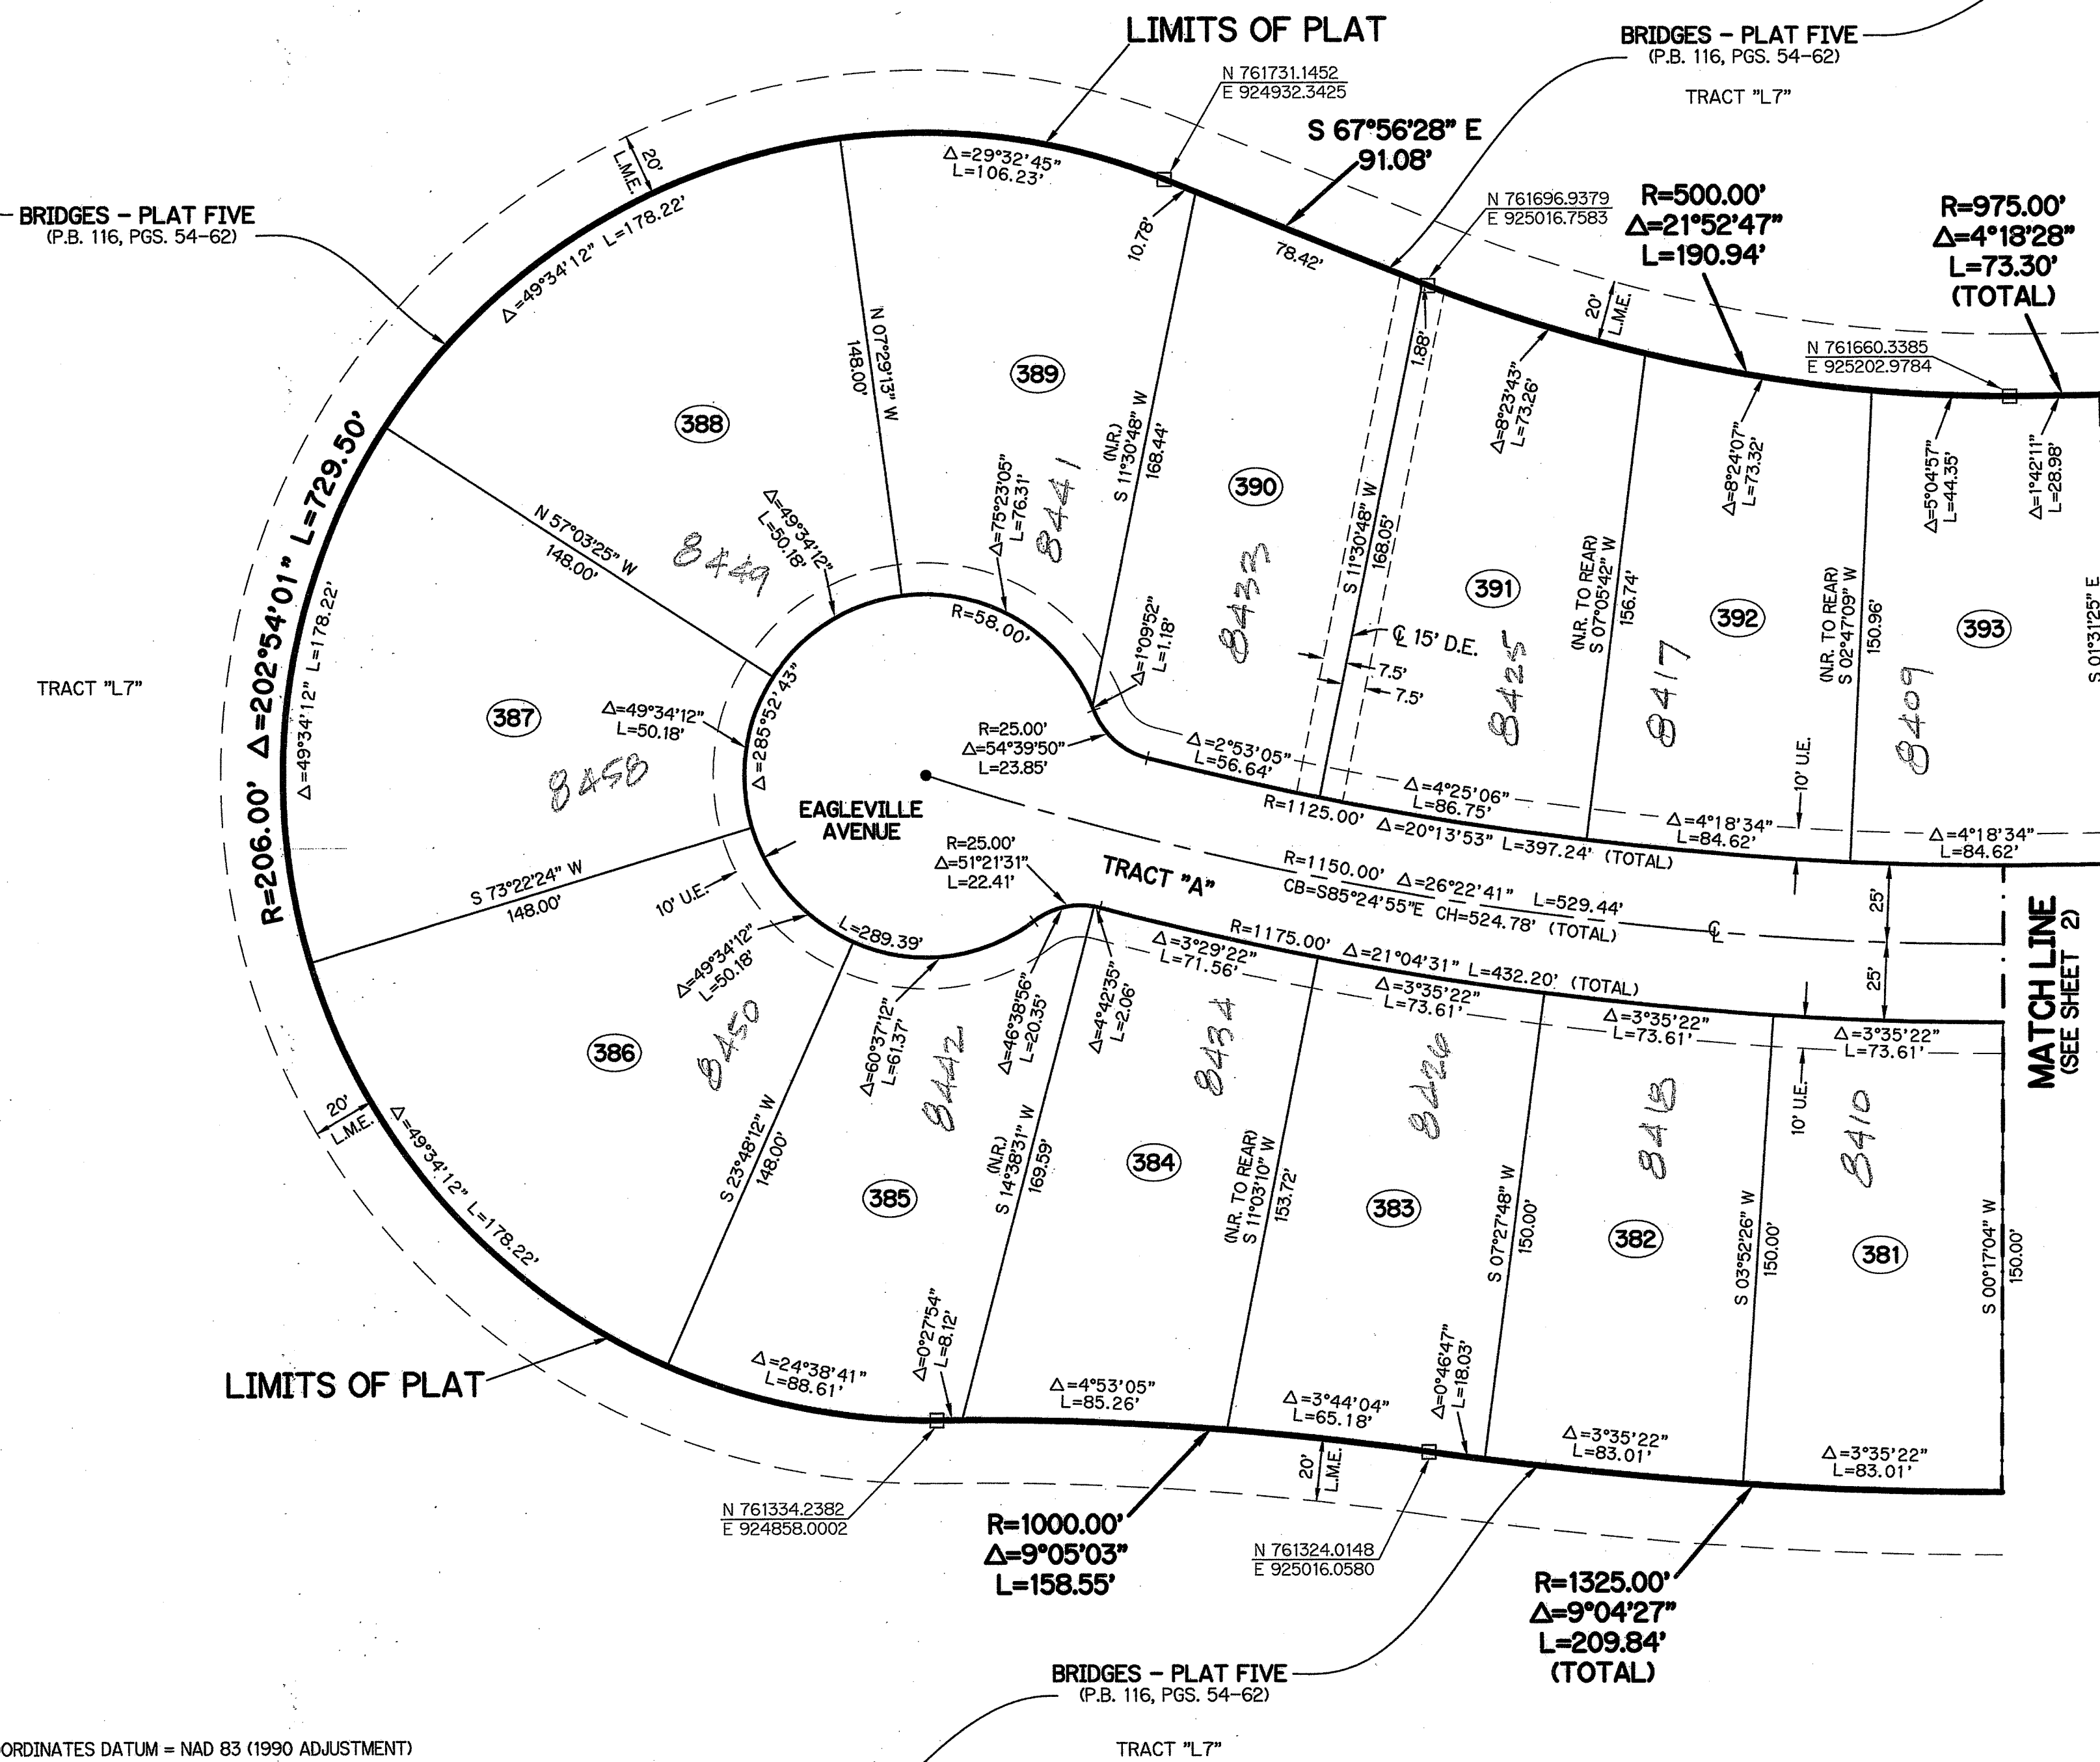 LIMITS OF PLAT
BRIDGES - PLAT FIVE
(P.B. 116, PGS. 54-62)
TRACT "L7"
N 761731.1452
E 924932.3425
S 67°56'28" E
91.08'
N 761696.9379
E 925016.7583
R=500.00'
Δ=21°52'47"
L=190.94'
R=975.00'
Δ=4°18'28"
L=73.30'
(TOTAL)
N 761660.3385
E 925202.9784
BRIDGES - PLAT FIVE
(P.B. 116, PGS. 54-62)
20'
L.M.E.
Δ=49°34'12" L=178.22'
Δ=29°32'45"
L=106.23'
10.78'
78.42'
1.88'
20'
L.M.E.
Δ=8°23'43"
L=73.26'
Δ=8°24'07"
L=73.32'
Δ=5°04'57"
L=44.35'
Δ=1°42'11"
L=28.98'
N 07°29'13" W
148.00'
389
388
390
391
392
393
(N.R.)
S 11°30'48" W
168.44'
S 11°30'48" W
168.05'
(N.R. TO REAR)
S 07°05'42" W
156.74'
(N.R. TO REAR)
S 02°47'09" W
150.96'
S 01°31'25" E
R=206.00' Δ=202°54'01" L=729.50'
N 57°03'25" W
148.00'
8449
8441
8433
8425
8417
8409
Δ=49°34'12"
L=50.18'
Δ=75°23'05"
L=76.31'
R=58.00'
Δ=1°09'52"
L=1.18'
℄ 15' D.E.
7.5'
7.5'
TRACT "L7"
Δ=49°34'12" L=178.22'
387
8458
Δ=49°34'12"
L=50.18'
Δ=285°52'43"
R=25.00'
Δ=54°39'50"
L=23.85'
Δ=2°53'05"
L=56.64'
Δ=4°25'06"
L=86.75'
R=1125.00' Δ=20°13'53" L=397.24' (TOTAL)
Δ=4°18'34"
L=84.62'
10' U.E.
Δ=4°18'34"
L=84.62'
EAGLEVILLE
AVENUE
R=25.00'
Δ=51°21'31"
L=22.41'
TRACT "A"
R=1150.00' Δ=26°22'41" L=529.44'
CB=S85°24'55"E CH=524.78' (TOTAL)
℄
25'
25'
MATCH LINE
(SEE SHEET 2)
S 73°22'24" W
148.00'
10' U.E.
L=289.39'
Δ=49°34'12"
L=50.18'
R=1175.00' Δ=21°04'31" L=432.20' (TOTAL)
Δ=3°29'22"
L=71.56'
Δ=3°35'22"
L=73.61'
Δ=3°35'22"
L=73.61'
Δ=3°35'22"
L=73.61'
10' U.E.
386
8450
Δ=60°37'12"
L=61.37'
8442
Δ=46°38'56"
L=20.35'
Δ=4°42'35"
L=2.06'
8434
8426
8418
8410
20'
L.M.E.
Δ=49°34'12" L=178.22'
S 23°48'12" W
148.00'
385
(N.R.)
S 14°38'31" W
169.59'
384
(N.R. TO REAR)
S 11°03'10" W
153.72'
383
S 07°27'48" W
150.00'
382
S 03°52'26" W
150.00'
381
S 00°17'04" W
150.00'
LIMITS OF PLAT
Δ=24°38'41"
L=88.61'
Δ=0°27'54"
L=8.12'
Δ=4°53'05"
L=85.26'
Δ=3°44'04"
L=65.18'
Δ=0°46'47"
L=18.03'
Δ=3°35'22"
L=83.01'
Δ=3°35'22"
L=83.01'
20'
L.M.E.
N 761334.2382
E 924858.0002
R=1000.00'
Δ=9°05'03"
L=158.55'
N 761324.0148
E 925016.0580
R=1325.00'
Δ=9°04'27"
L=209.84'
(TOTAL)
BRIDGES - PLAT FIVE
(P.B. 116, PGS. 54-62)
TRACT "L7"
ORDINATES DATUM = NAD 83 (1990 ADJUSTMENT)